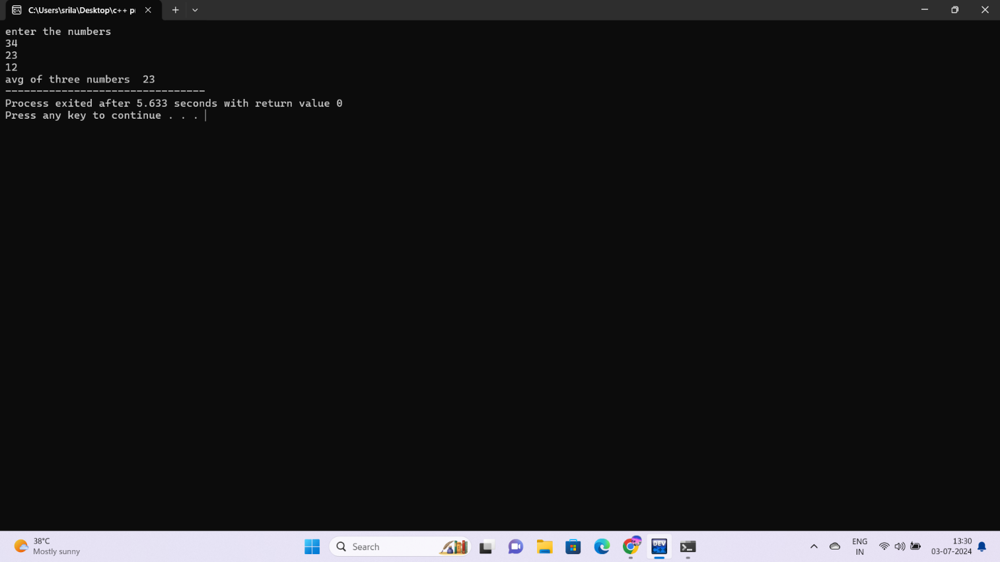 C:\Users\srila\Desktop\c++ pr
enter the numbers
34
23
12
avg of three numbers  23
--------------------------------
Process exited after 5.633 seconds with return value 0
Press any key to continue . . .
38°C
Mostly sunny
Search
DEV
ENG
IN
13:30
03-07-2024